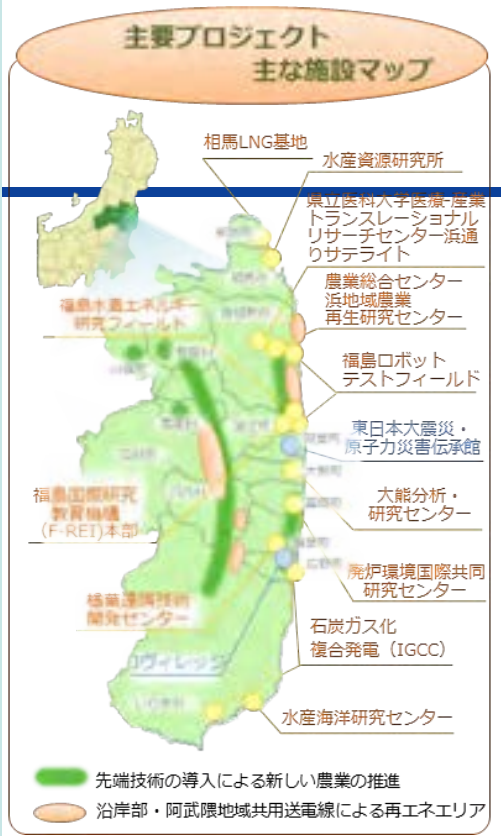 主要プロジェクト
主な施設マップ
相馬LNG基地
水産資源研究所
県立医科大学医療-産業
トランスレーショナル
リサーチセンター浜通
りサテライト
農業総合センター
浜地域農業
再生研究センター
福島水素エネルギー
研究フィールド
福島ロボット
テストフィールド
東日本大震災・
原子力災害伝承館
大熊分析・
研究センター
福島国際研究
教育機構
(F-REI)本部
廃炉環境国際共同
研究センター
楢葉遠隔技術
開発センター
石炭ガス化
複合発電（IGCC）
Jヴィレッジ
水産海洋研究センター
先端技術の導入による新しい農業の推進
沿岸部・阿武隈地域共用送電線による再エネエリア